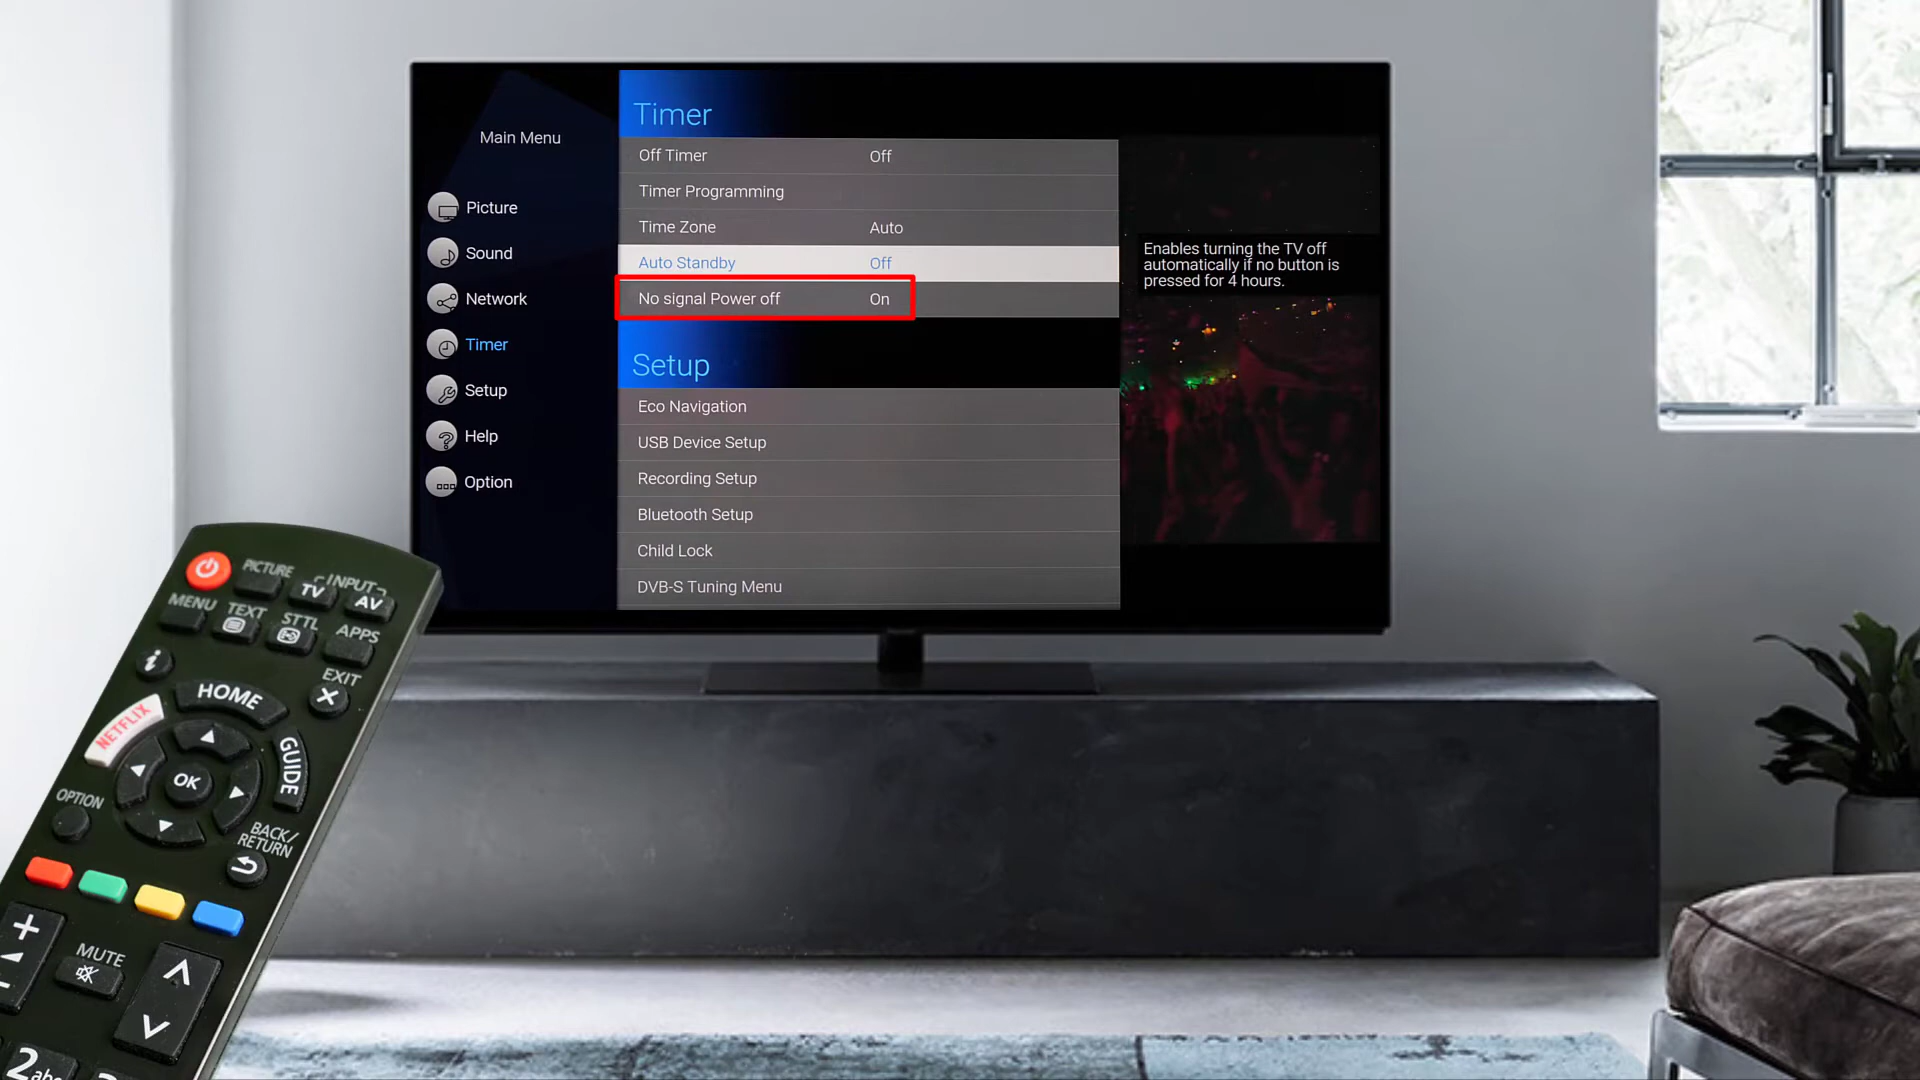 Main Menu
Picture
Sound
Network
Timer
Setup
Help
Option
Timer
Off Timer Off
Timer Programming
Time Zone Auto
Auto Standby Off
No signal Power off On
Setup
Eco Navigation
USB Device Setup
Recording Setup
Bluetooth Setup
Child Lock
DVB-S Tuning Menu
Enables turning the TV off
automatically if no button is
pressed for 4 hours.
PICTURE
INPUT
TV
AV
MENU
TEXT
STTL
APPS
i
EXIT
HOME
NETFLIX
GUIDE
OK
OPTION
BACK/
RETURN
MUTE
2abc